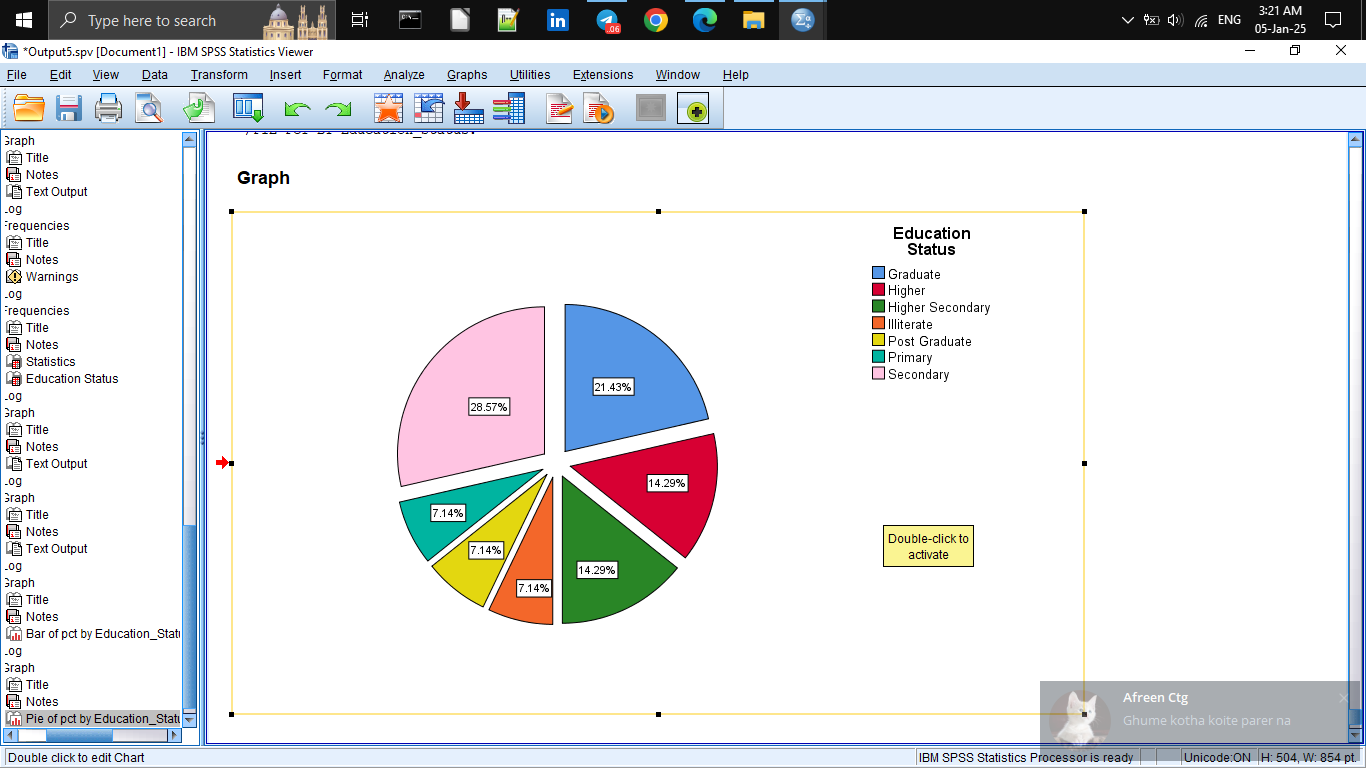 Type here to search
.06
ENG
3:21 AM
05-Jan-25
*Output5.spv [Document1] - IBM SPSS Statistics Viewer
File Edit View Data Transform Insert Format Analyze Graphs Utilities Extensions Window Help
Graph
Title
Notes
Text Output
Log
Frequencies
Title
Notes
Warnings
Log
Frequencies
Title
Notes
Statistics
Education Status
Log
Graph
Title
Notes
Text Output
Log
Graph
Title
Notes
Text Output
Log
Graph
Title
Notes
Bar of pct by Education_Statu
Log
Graph
Title
Notes
Pie of pct by Education_Statu
Graph
Education
Status
Graduate
Higher
Higher Secondary
Illiterate
Post Graduate
Primary
Secondary
21.43%
28.57%
14.29%
7.14%
7.14%
14.29%
7.14%
Double-click to
activate
Afreen Ctg
Ghume kotha koite parer na
Double click to edit Chart
IBM SPSS Statistics Processor is ready
Unicode:ON
H: 504, W: 854 pt.